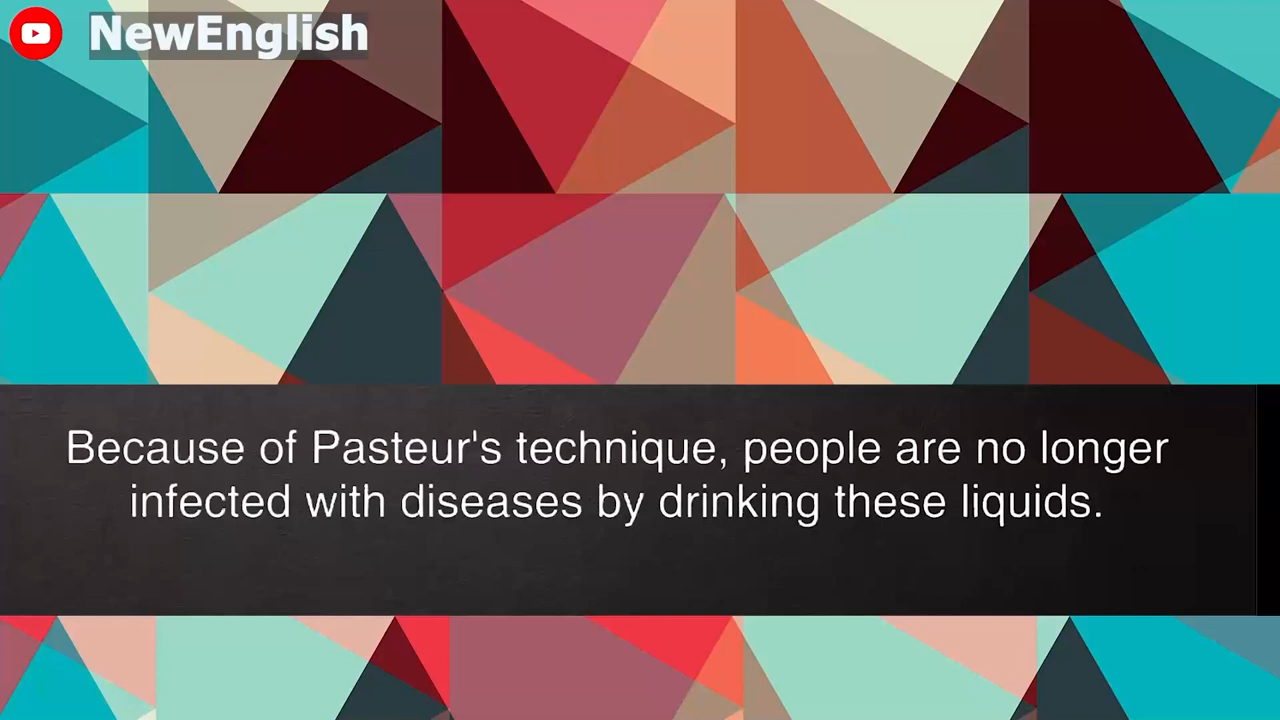 NewEnglish
Because of Pasteur's technique, people are no longer
infected with diseases by drinking these liquids.